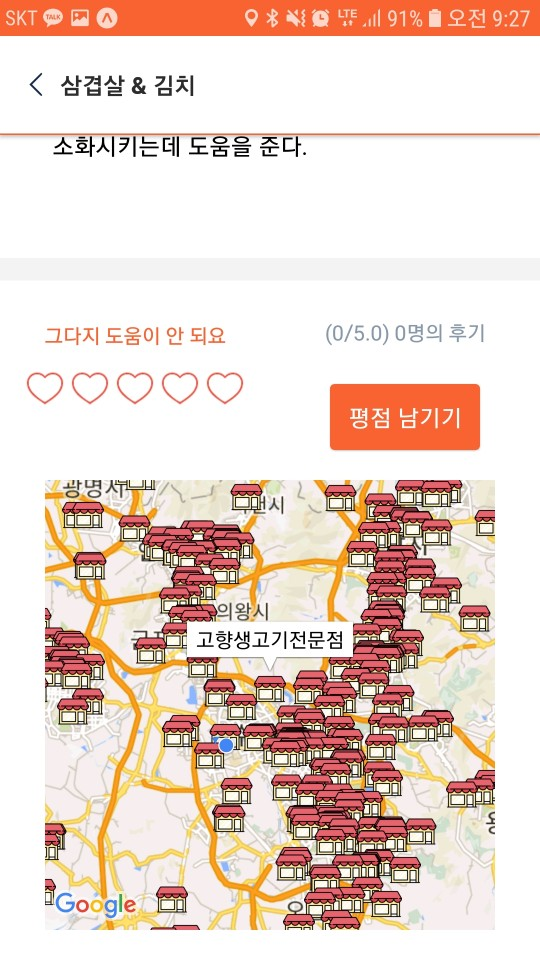 SKT TALK LTE 91% 오전 9:27
삼겹살 & 김치
소화시키는데 도움을 준다.
그다지 도움이 안 되요
(0/5.0) 0명의 후기
평점 남기기
광명시
의왕시
고향생고기전문점
Google